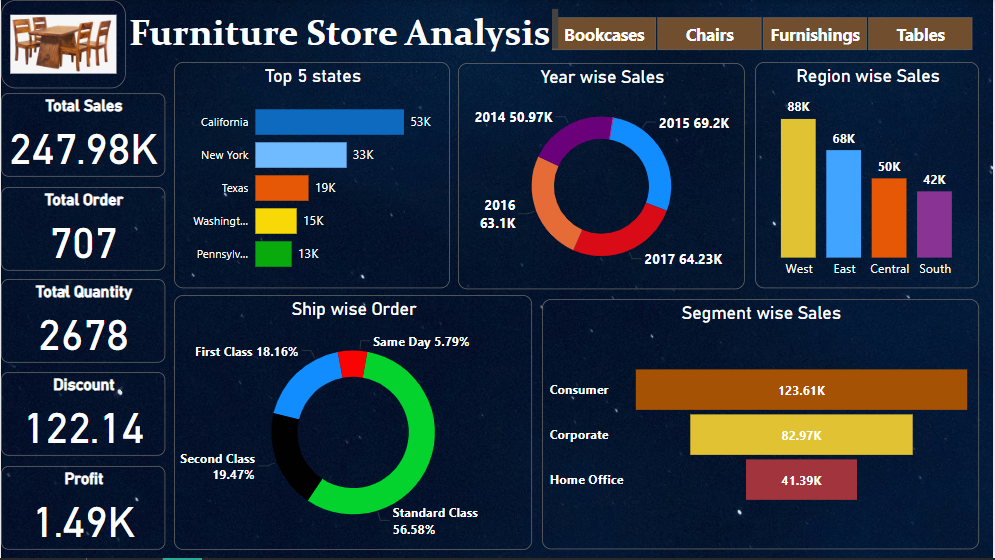 Furniture Store Analysis
Bookcases
Chairs
Furnishings
Tables
Total Sales
247.98K
Total Order
707
Total Quantity
2678
Discount
122.14
Profit
1.49K
Top 5 states
California
53K
New York
33K
Texas
19K
Washingt...
15K
Pennsylv...
13K
Year wise Sales
2014 50.97K
2015 69.2K
2016
63.1K
2017 64.23K
Region wise Sales
88K
68K
50K
42K
West
East
Central
South
Ship wise Order
Same Day 5.79%
First Class 18.16%
Second Class
19.47%
Standard Class
56.58%
Segment wise Sales
Consumer
123.61K
Corporate
82.97K
Home Office
41.39K